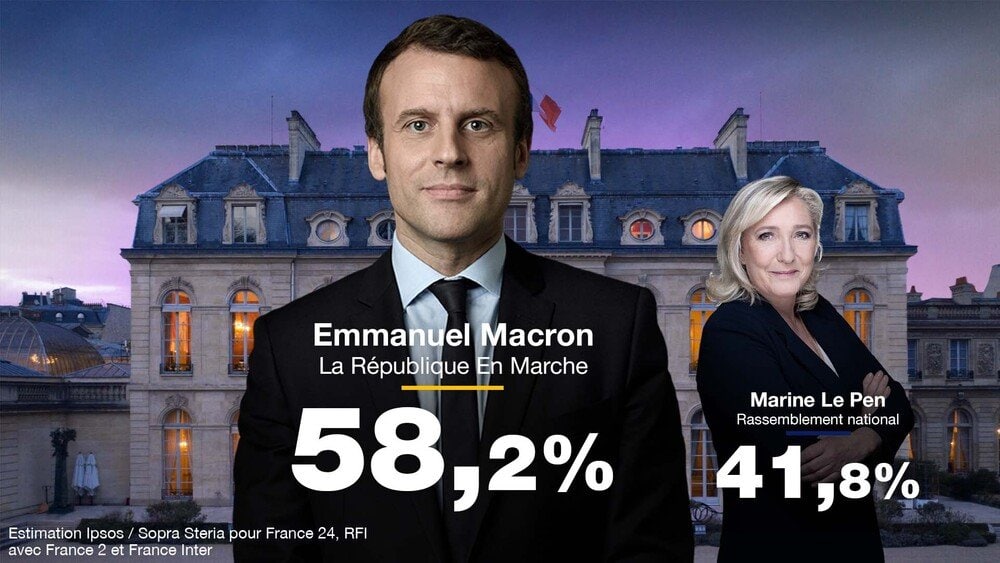 Emmanuel Macron
La République En Marche
58,2%
Marine Le Pen
Rassemblement national
41,8%
Estimation Ipsos / Sopra Steria pour France 24, RFI
avec France 2 et France Inter